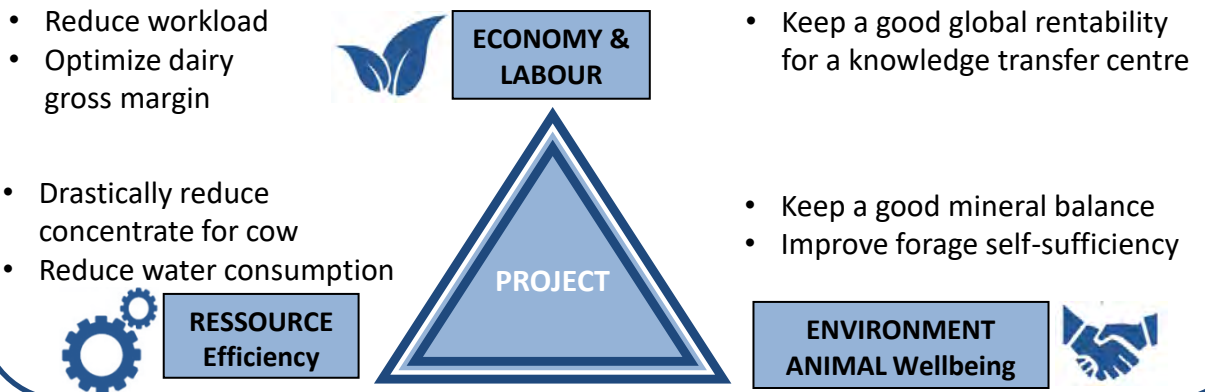 • Reduce workload
• Optimize dairy
gross margin
ECONOMY &
LABOUR
• Keep a good global rentability
for a knowledge transfer centre
• Drastically reduce
concentrate for cow
• Reduce water consumption
• Keep a good mineral balance
• Improve forage self-sufficiency
PROJECT
RESSOURCE
Efficiency
ENVIRONMENT
ANIMAL Wellbeing